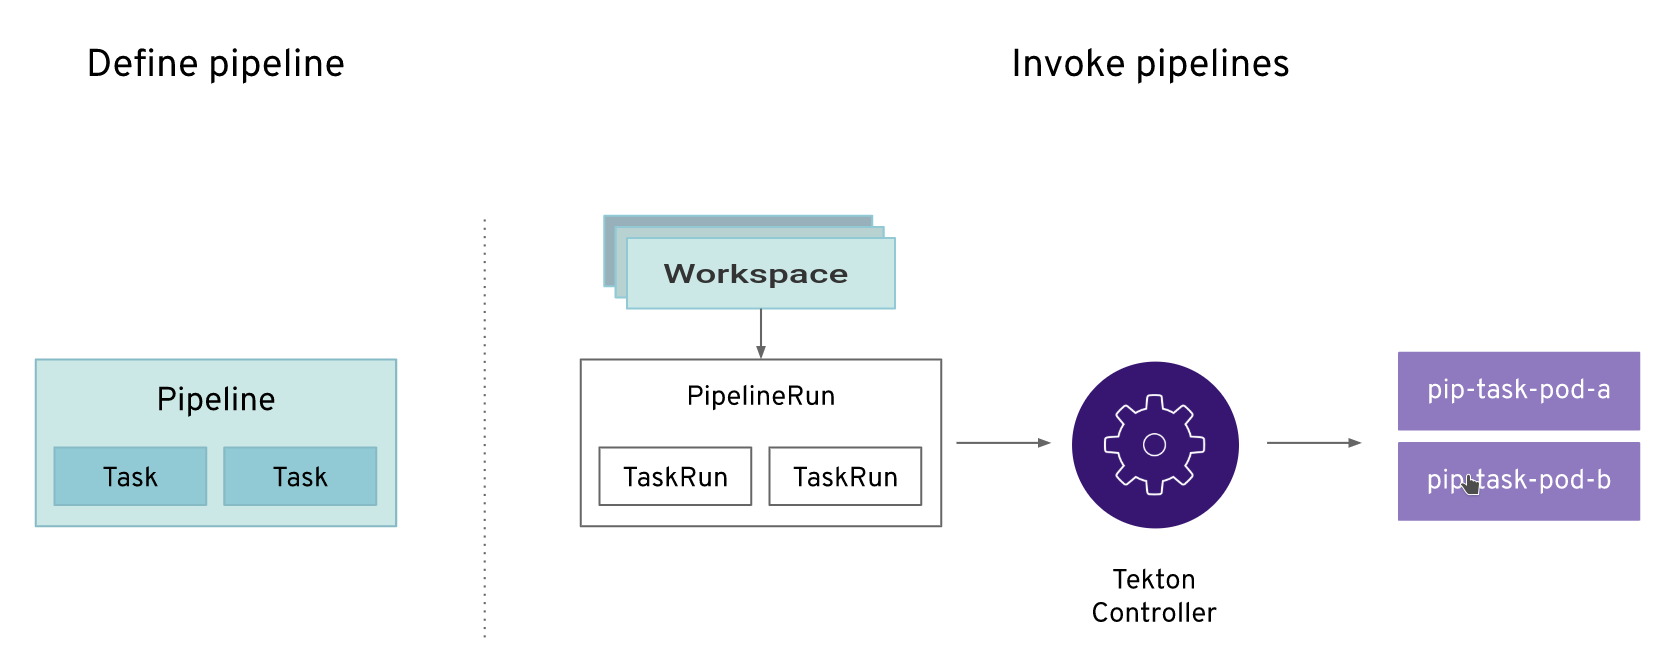 Define pipeline
Invoke pipelines
Workspace
Pipeline
Task
Task
PipelineRun
TaskRun
TaskRun
Tekton
Controller
pip-task-pod-a
pip-task-pod-b